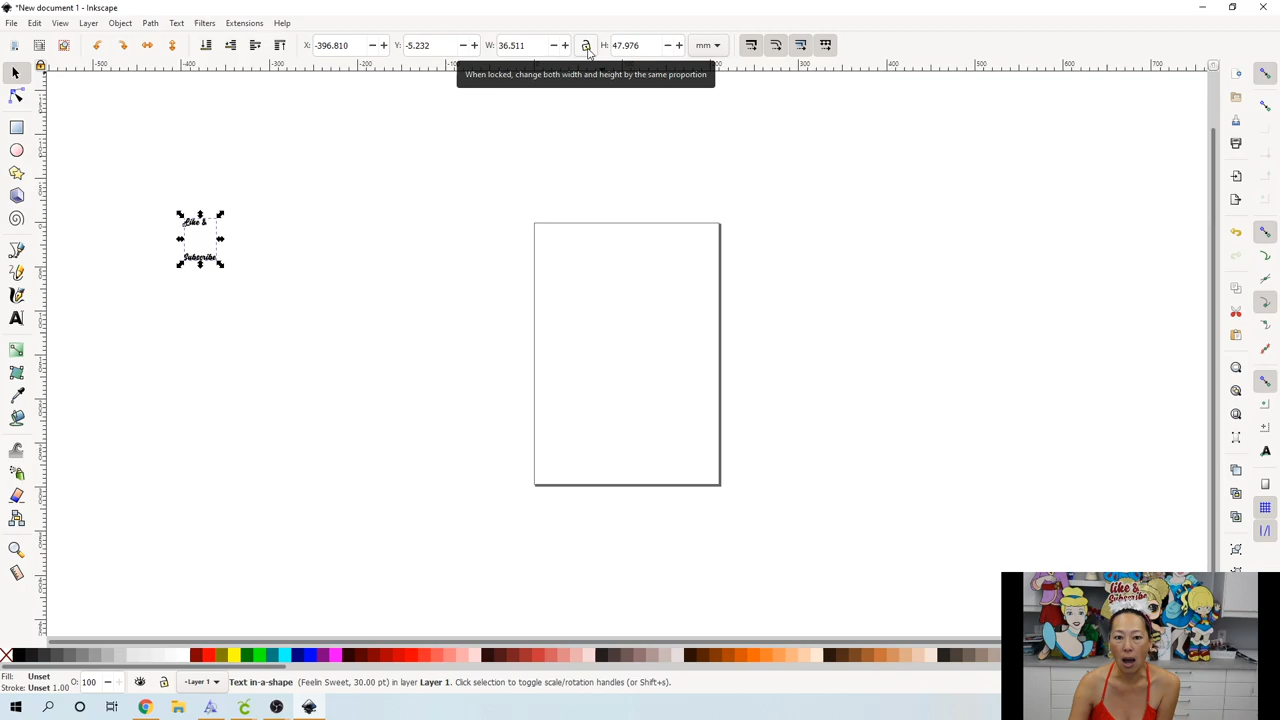 *New document 1 - Inkscape
File Edit View Layer Object Path Text Filters Extensions Help
X: -396.810 Y: -5.232 W: 36.511 H: 47.976 mm
When locked, change both width and height by the same proportion
Like &
Subscribe
like &
Subscribe
Fill: Unset O: 100 Layer 1 Text in-a-shape (Feelin Sweet, 30.00 pt) in layer Layer 1. Click selection to toggle scale/rotation handles (or Shift+s).
Stroke: Unset 1.00